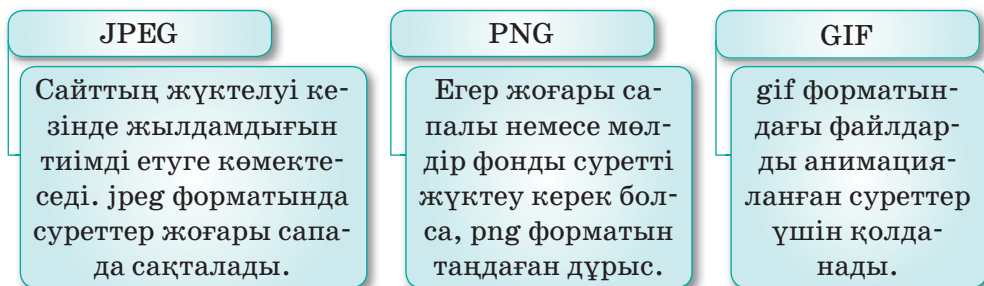 JPEG
Сайттың жүктелуі ке-
зінде жылдамдығын
тиімді етуге көмекте-
седі. jpeg форматында
суреттер жоғары сапа-
да сақталады.
PNG
Егер жоғары са-
палы немесе мөл-
дір фонды суретті
жүктеу керек бол-
са, png форматын
таңдаған дұрыс.
GIF
gif форматын-
дағы файлдар-
ды анимация-
ланған суреттер
үшін қолда-
нады.